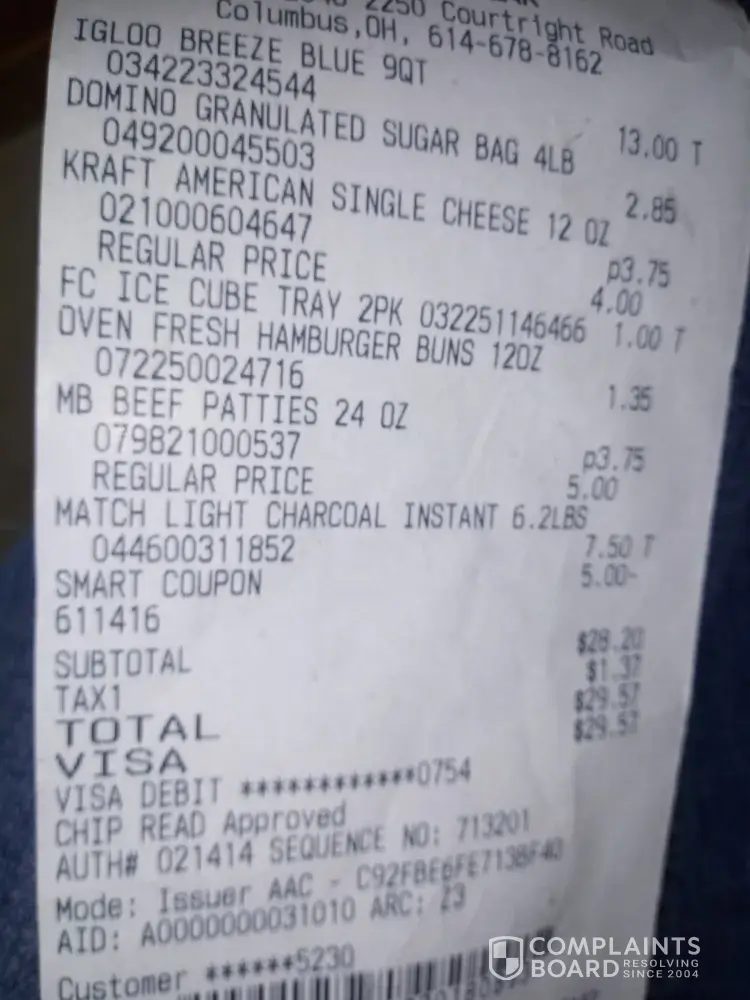 2250 Courtright Road
Columbus,OH, 614-678-8162
IGLOO BREEZE BLUE 9QT
034223324544 13.00 T
DOMINO GRANULATED SUGAR BAG 4LB
049200045503 2.85
KRAFT AMERICAN SINGLE CHEESE 12 OZ
021000604647 p3.75
REGULAR PRICE 4.00
FC ICE CUBE TRAY 2PK 032251146466 1.00 T
OVEN FRESH HAMBURGER BUNS 12OZ
072250024716 1.35
MB BEEF PATTIES 24 OZ
079821000537 p3.75
REGULAR PRICE 5.00
MATCH LIGHT CHARCOAL INSTANT 6.2LBS
044600311852 7.50 T
SMART COUPON 5.00-
611416
SUBTOTAL $28.20
TAX1 $1.37
TOTAL $29.57
VISA $29.57
VISA DEBIT ************0754
CHIP READ Approved
AUTH# 021414 SEQUENCE NO: 713201
Mode: Issuer AAC - C92FBE6FE7138F40
AID: A0000000031010 ARC: Z3
Customer ******5230
COMPLAINTS
BOARD RESOLVING
SINCE 2004